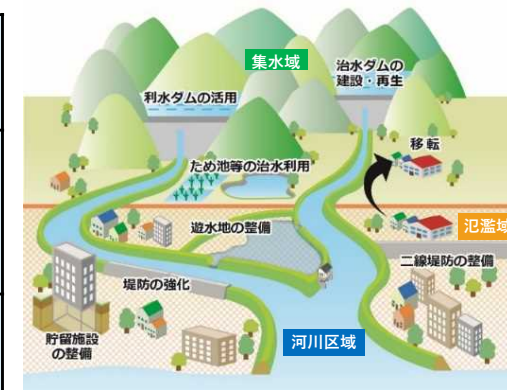 集水域
治水ダムの
建設・再生
利水ダムの活用
移転
ため池等の治水利用
遊水地の整備
氾濫域
二線堤防の整備
堤防の強化
貯留施設
の整備
河川区域